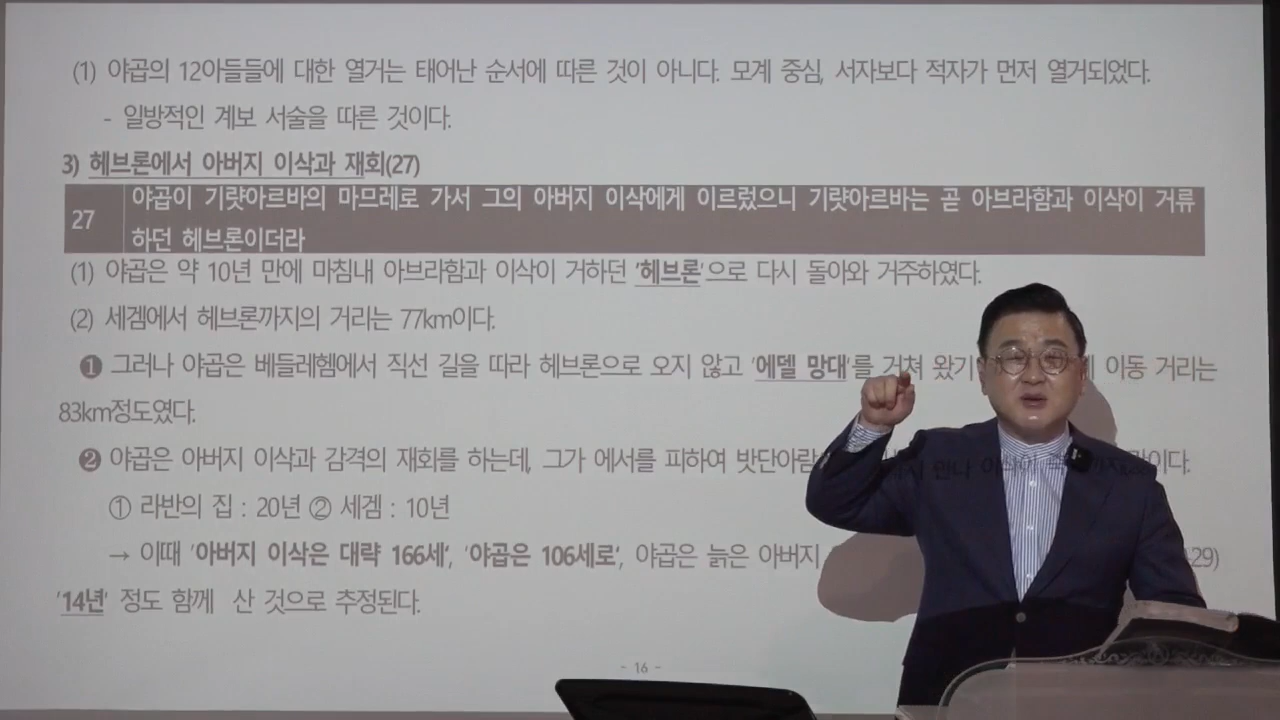 (1) 야곱의 12아들들에 대한 열거는 태어난 순서에 따른 것이 아니다. 모계 중심, 서자보다 적자가 먼저 열거되었다.
- 일방적인 계보 서술을 따른 것이다.
3) 헤브론에서 아버지 이삭과 재회(27)
27 야곱이 기럇아르바의 마므레로 가서 그의 아버지 이삭에게 이르렀으니 기럇아르바는 곧 아브라함과 이삭이 거류
하던 헤브론이더라
(1) 야곱은 약 10년 만에 마침내 아브라함과 이삭이 거하던 '헤브론'으로 다시 돌아와 거주하였다.
(2) 세겜에서 헤브론까지의 거리는 77km이다.
❶ 그러나 야곱은 베들레헴에서 직선 길을 따라 헤브론으로 오지 않고 '에델 망대'를 거쳐 왔기 이동 거리는
83km정도였다.
❷ 야곱은 아버지 이삭과 감격의 재회를 하는데, 그가 에서를 피하여 밧단아람
① 라반의 집 : 20년 ② 세겜 : 10년
→ 이때 '아버지 이삭은 대략 166세', '야곱은 106세로', 야곱은 늙은 아버지 29)
'14년' 정도 함께 산 것으로 추정된다.
- 16 -